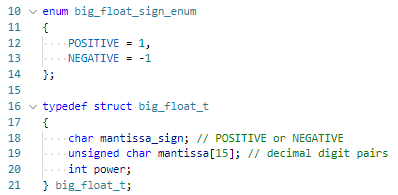 10 enum big_float_sign_enum
11 {
12 POSITIVE = 1,
13 NEGATIVE = -1
14 };
15
16 typedef struct big_float_t
17 {
18 char mantissa_sign; // POSITIVE or NEGATIVE
19 unsigned char mantissa[15]; // decimal digit pairs
20 int power;
21 } big_float_t;